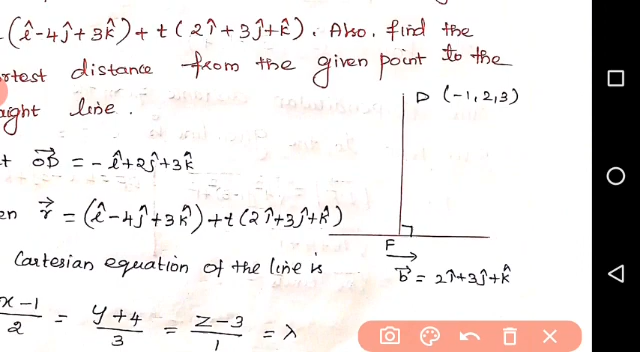 (î-4ĵ+3k̂)+t(2î+3ĵ+k̂). Also, find the
distance from the given point to the
line.
D (-1,2,3)
OD⃗ = -î+2ĵ+3k̂
r⃗ = (î-4ĵ+3k̂)+t(2î+3ĵ+k̂)
F
Cartesian equation of the line is
b⃗ = 2î+3ĵ+k̂
x-1/2 = y+4/3 = z-3/1 = λ